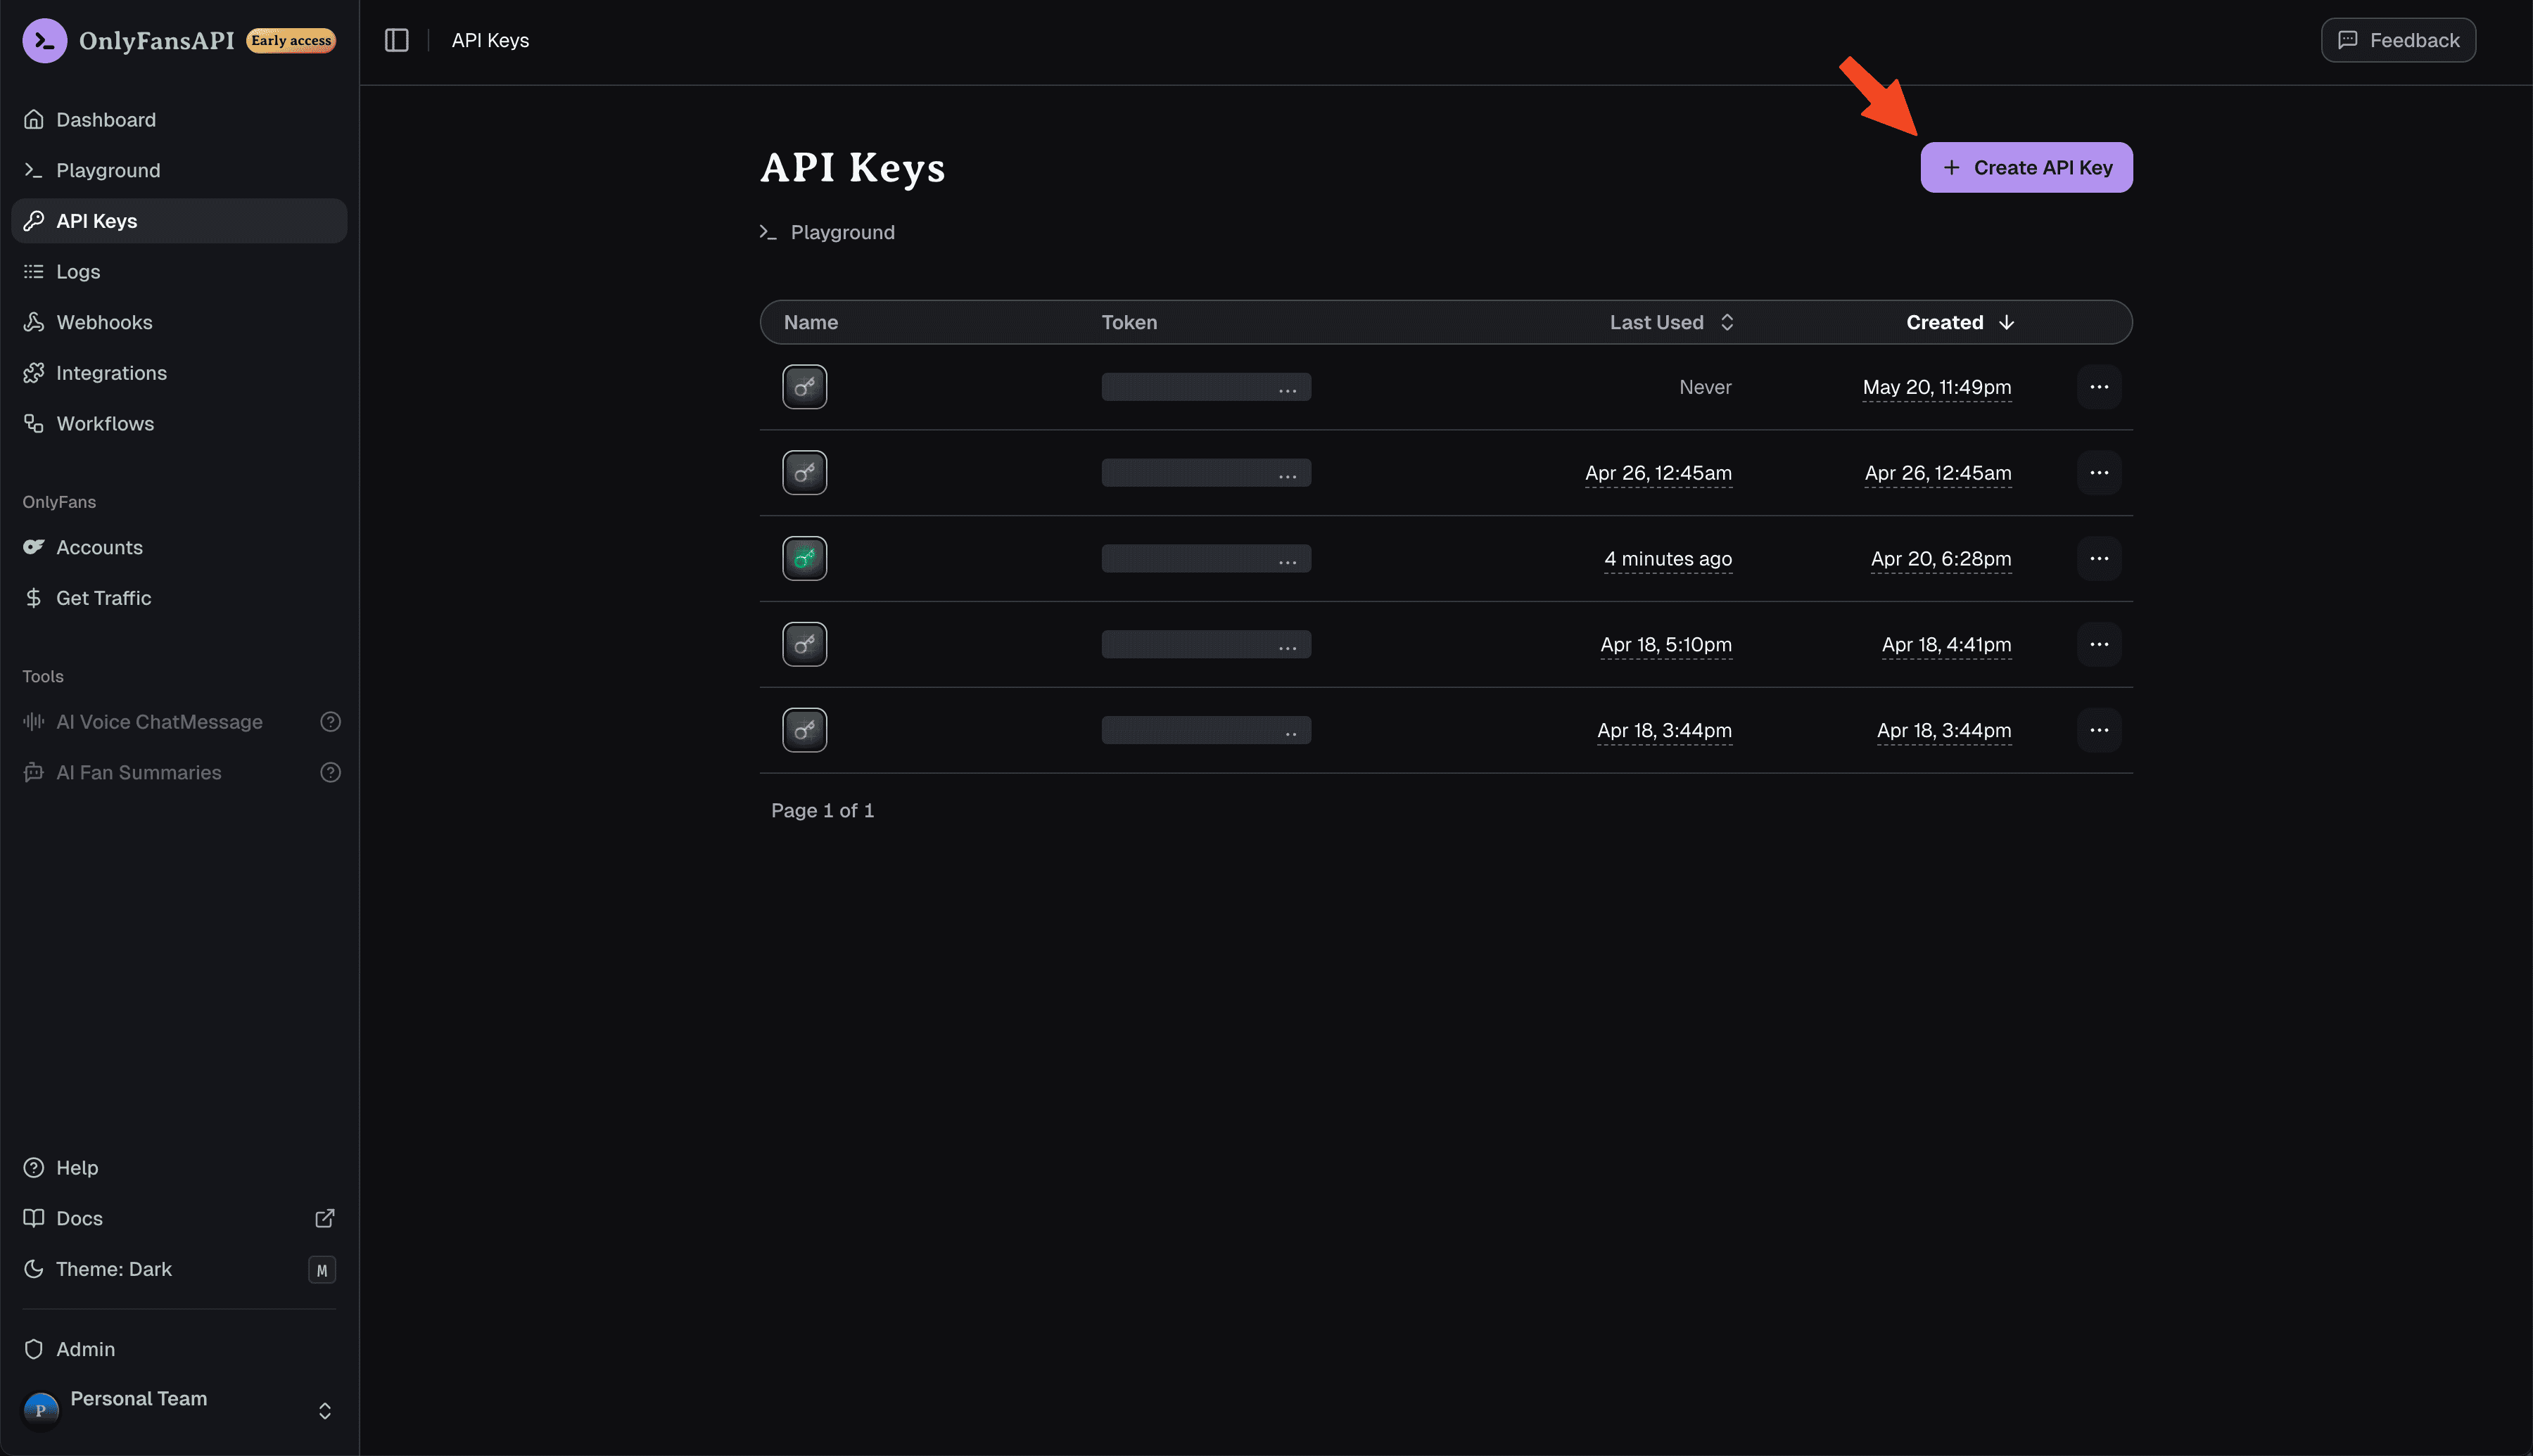 OnlyFansAPI Early access
API Keys
Feedback
Dashboard
Playground
API Keys
Logs
Webhooks
Integrations
Workflows
OnlyFans
Accounts
Get Traffic
Tools
AI Voice ChatMessage
AI Fan Summaries
Help
Docs
Theme: Dark M
Admin
P Personal Team
API Keys
+ Create API Key
Playground
Name Token Last Used Created
... Never May 20, 11:49pm
... Apr 26, 12:45am Apr 26, 12:45am
... 4 minutes ago Apr 20, 6:28pm
... Apr 18, 5:10pm Apr 18, 4:41pm
.. Apr 18, 3:44pm Apr 18, 3:44pm
Page 1 of 1